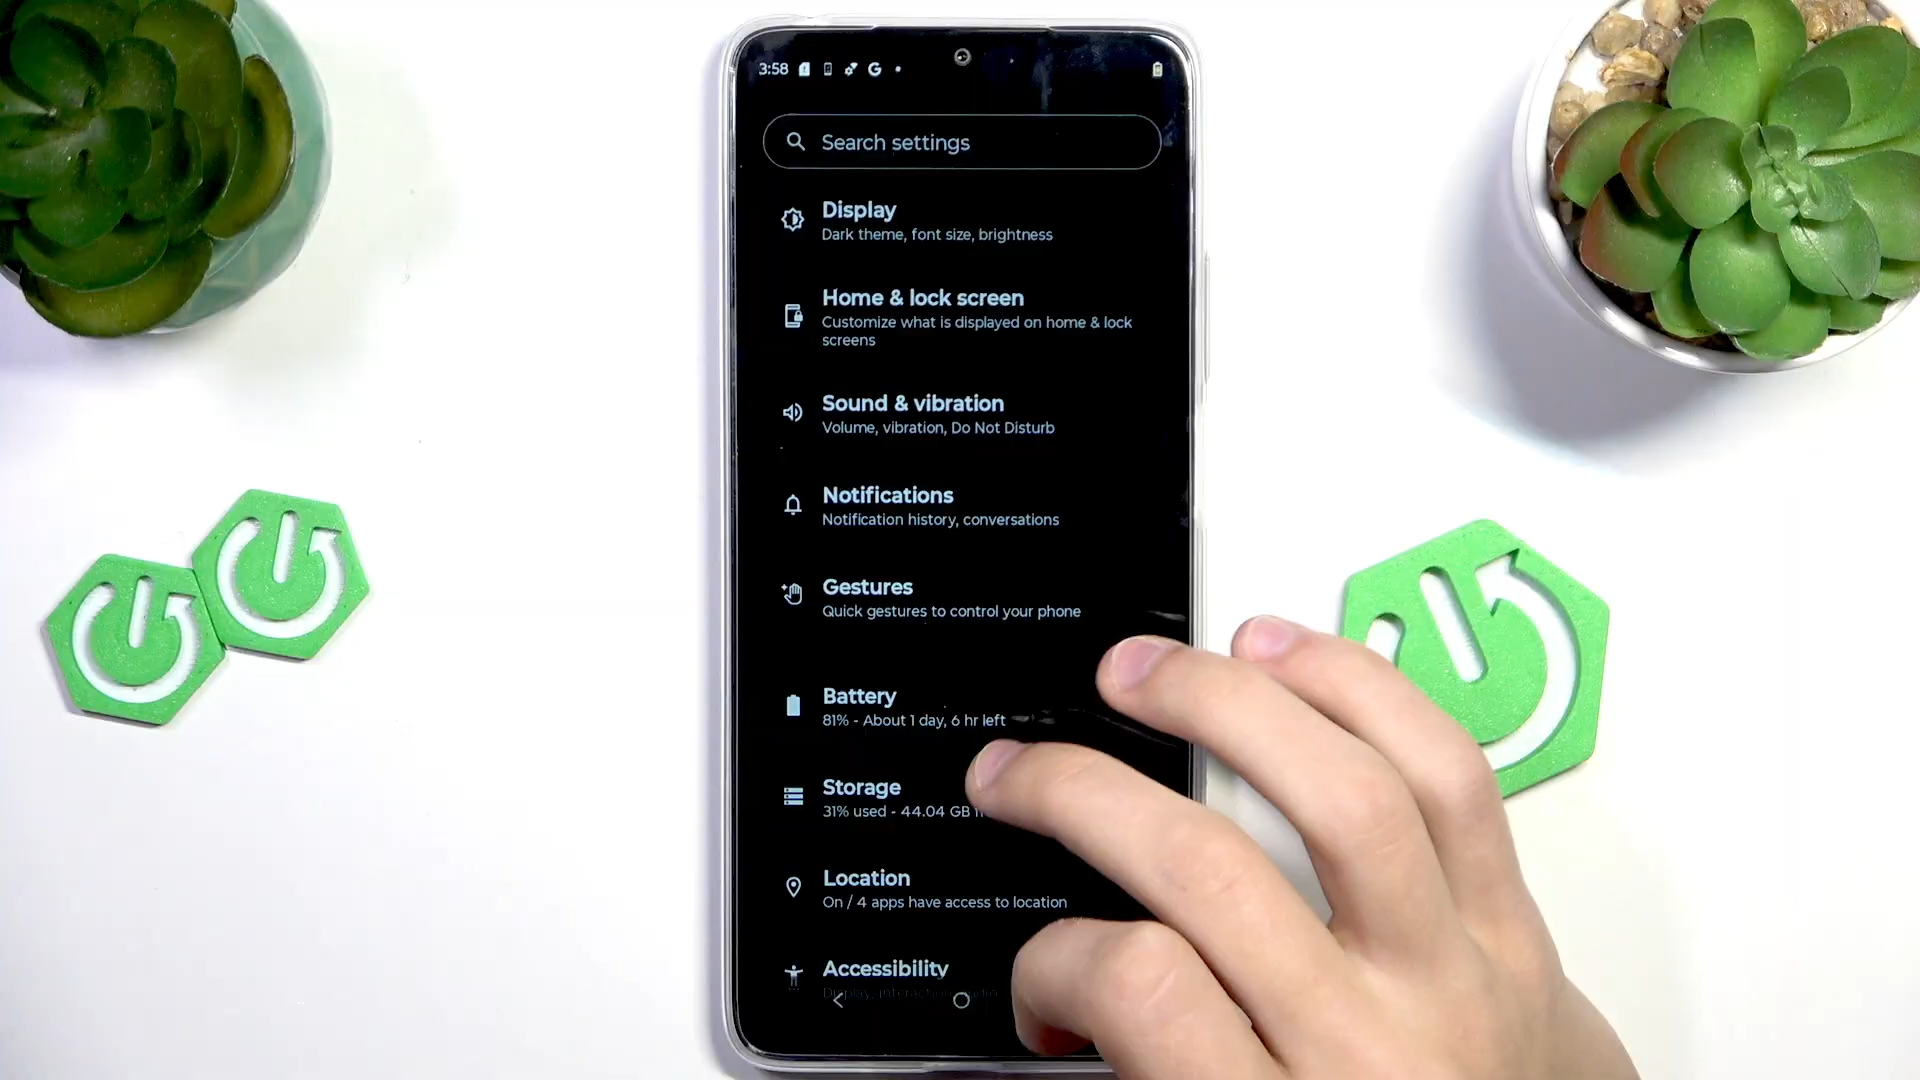 3:58
Search settings
Display
Dark theme, font size, brightness
Home & lock screen
Customize what is displayed on home & lock
screens
Sound & vibration
Volume, vibration, Do Not Disturb
Notifications
Notification history, conversations
Gestures
Quick gestures to control your phone
Battery
81% - About 1 day, 6 hr left
Storage
31% used - 44.04 GB
Location
On / 4 apps have access to location
Accessibility